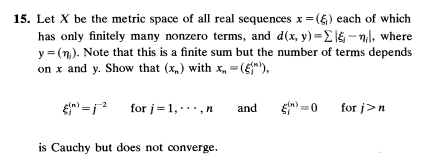 15. Let X be the metric space of all real sequences x = (ξⱼ) each of which
has only finitely many nonzero terms, and d(x, y) = Σ |ξⱼ − ηⱼ|, where
y = (ηⱼ). Note that this is a finite sum but the number of terms depends
on x and y. Show that (xₙ) with xₙ = (ξⱼ⁽ⁿ⁾),
ξⱼ⁽ⁿ⁾ = j⁻² for j = 1, · · · , n and ξⱼ⁽ⁿ⁾ = 0 for j > n
is Cauchy but does not converge.